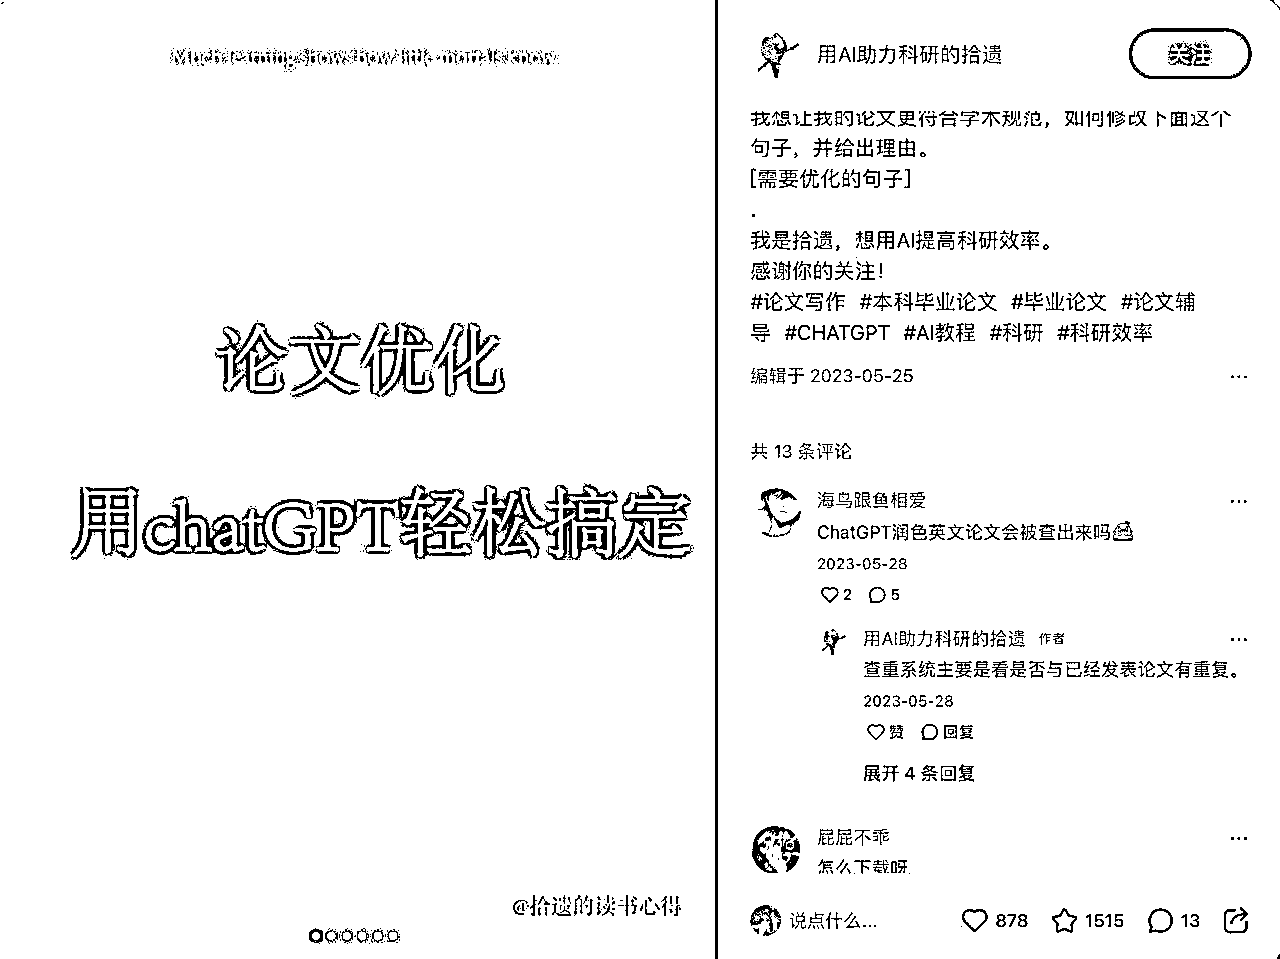 Much learning shows how little mortals know
论文优化
用chatGPT轻松搞定
@拾遗的读书心得
用AI助力科研的拾遗
关注
我想让我的论文更符合学术规范，如何修改下面这个
句子，并给出理由。
[需要优化的句子]
.
我是拾遗，想用AI提高科研效率。
感谢你的关注！
#论文写作 #本科毕业论文 #毕业论文 #论文辅
导 #CHATGPT #AI教程 #科研 #科研效率
编辑于 2023-05-25
...
共 13 条评论
海鸟跟鱼相爱
...
ChatGPT润色英文论文会被查出来吗
2023-05-28
2 5
用AI助力科研的拾遗 作者
...
查重系统主要是看是否与已经发表论文有重复。
2023-05-28
赞 回复
展开 4 条回复
屁屁不乖
...
怎么下载呀
说点什么...
878 1515 13